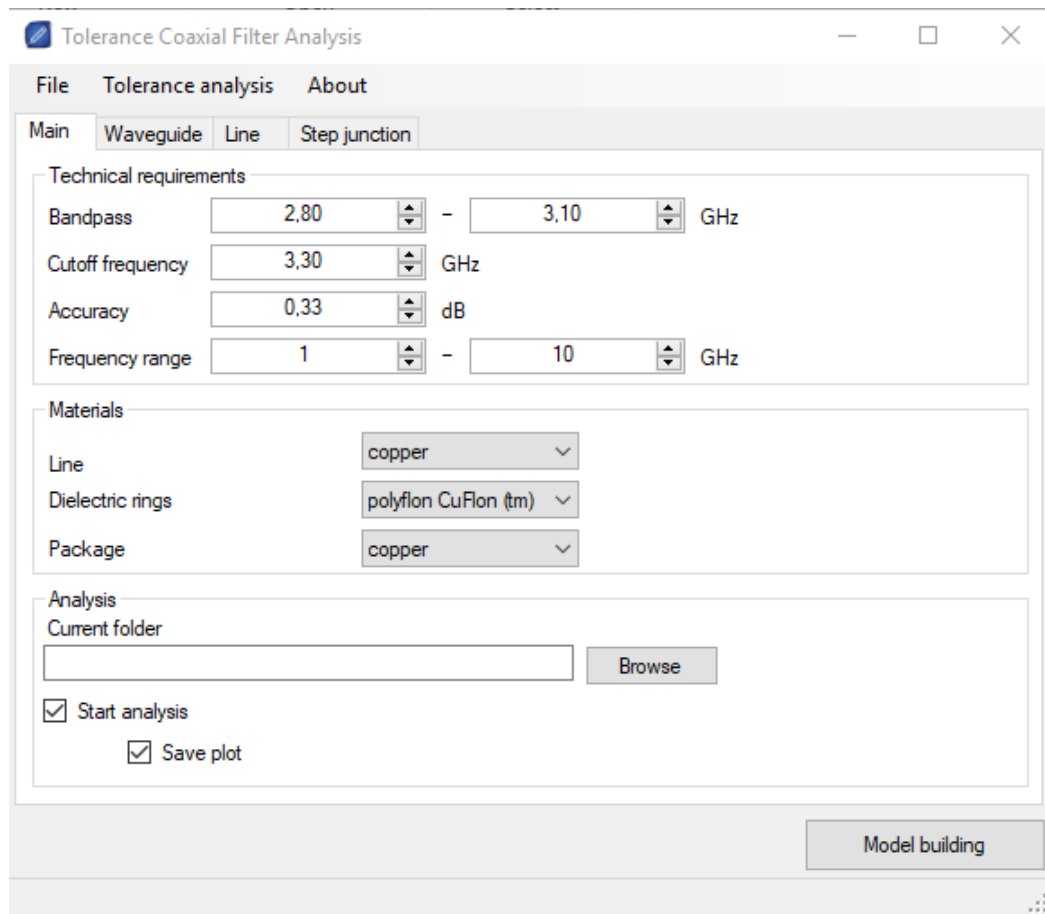 Tolerance Coaxial Filter Analysis
File Tolerance analysis About
Main Waveguide Line Step junction
Technical requirements
Bandpass 2,80 – 3,10 GHz
Cutoff frequency 3,30 GHz
Accuracy 0,33 dB
Frequency range 1 – 10 GHz
Materials
Line copper
Dielectric rings polyflon CuFlon (tm)
Package copper
Analysis
Current folder
Browse
Start analysis
Save plot
Model building